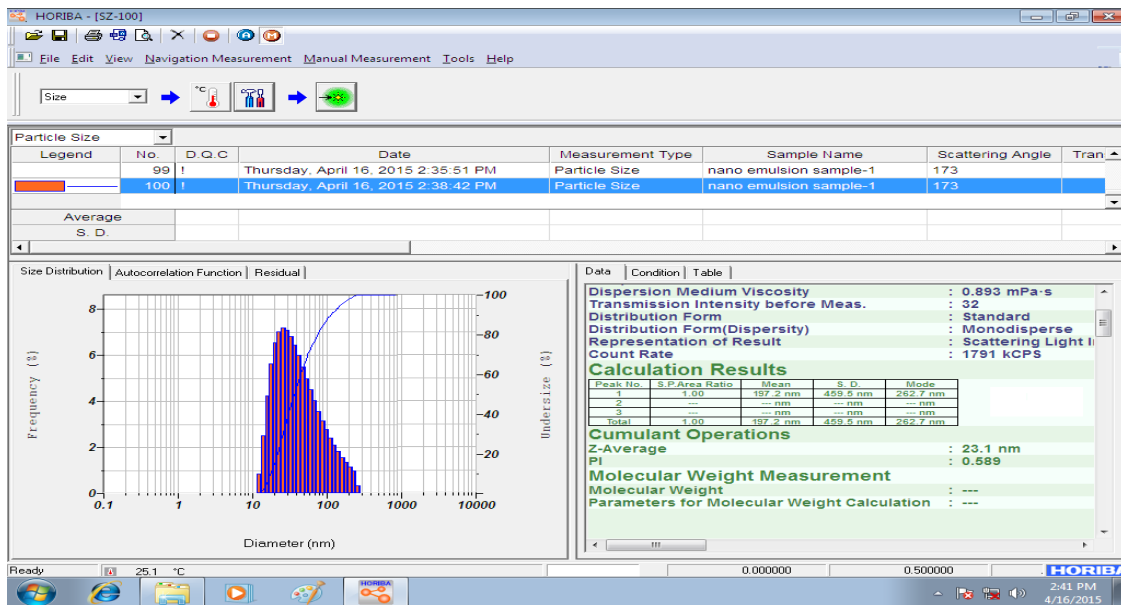 HORIBA - [SZ-100]
File Edit View Navigation Measurement Manual Measurement Tools Help
Size °C
Particle Size
Legend No. D.Q.C Date Measurement Type Sample Name Scattering Angle Tran
99 ! Thursday, April 16, 2015 2:35:51 PM Particle Size nano emulsion sample-1 173
100 ! Thursday, April 16, 2015 2:38:42 PM Particle Size nano emulsion sample-1 173
Average
S. D.
Size Distribution Autocorrelation Function Residual
8
6
4
2
0
Frequency (%)
100
80
60
40
20
Undersize (%)
0.1 1 10 100 1000 10000
Diameter (nm)
Data Condition Table
Dispersion Medium Viscosity : 0.893 mPa·s
Transmission Intensity before Meas. : 32
Distribution Form : Standard
Distribution Form(Dispersity) : Monodisperse
Representation of Result : Scattering Light
Count Rate : 1791 kCPS
Calculation Results
Peak No. S.P.Area Ratio Mean S. D. Mode
1 1.00 197.2 nm 459.5 nm 262.7 nm
2 --- --- nm --- nm --- nm
3 --- --- nm --- nm --- nm
Total 1.00 197.2 nm 459.5 nm 262.7 nm
Cumulant Operations
Z-Average : 23.1 nm
PI : 0.589
Molecular Weight Measurement
Molecular Weight : ---
Parameters for Molecular Weight Calculation : ---
Ready 25.1 °C 0.000000 0.500000 HORIBA
HORIBA
2:41 PM
4/16/2015